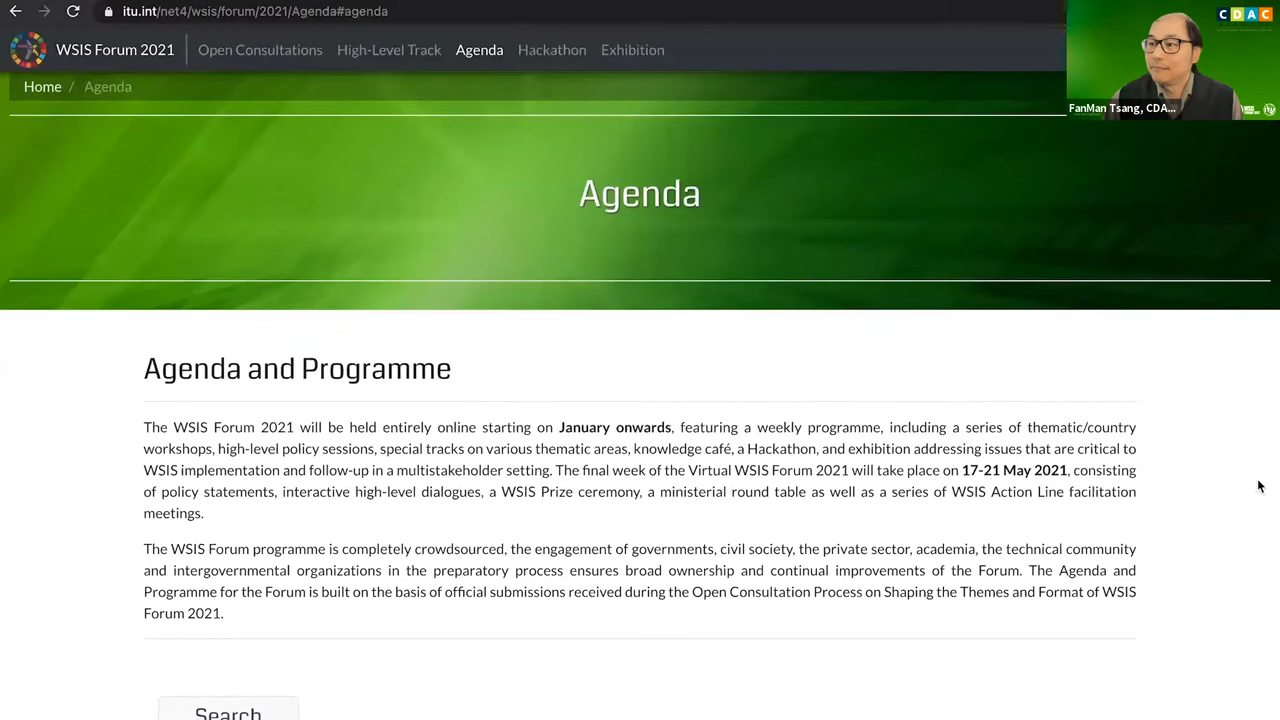 itu.int/net4/wsis/forum/2021/Agenda#agenda
WSIS Forum 2021 Open Consultations High-Level Track Agenda Hackathon Exhibition
CDAC
Home / Agenda
FanMan Tsang, CDA...
Agenda
Agenda and Programme
The WSIS Forum 2021 will be held entirely online starting on January onwards, featuring a weekly programme, including a series of thematic/country
workshops, high-level policy sessions, special tracks on various thematic areas, knowledge café, a Hackathon, and exhibition addressing issues that are critical to
WSIS implementation and follow-up in a multistakeholder setting. The final week of the Virtual WSIS Forum 2021 will take place on 17-21 May 2021, consisting
of policy statements, interactive high-level dialogues, a WSIS Prize ceremony, a ministerial round table as well as a series of WSIS Action Line facilitation
meetings.
The WSIS Forum programme is completely crowdsourced, the engagement of governments, civil society, the private sector, academia, the technical community
and intergovernmental organizations in the preparatory process ensures broad ownership and continual improvements of the Forum. The Agenda and
Programme for the Forum is built on the basis of official submissions received during the Open Consultation Process on Shaping the Themes and Format of WSIS
Forum 2021.
Search